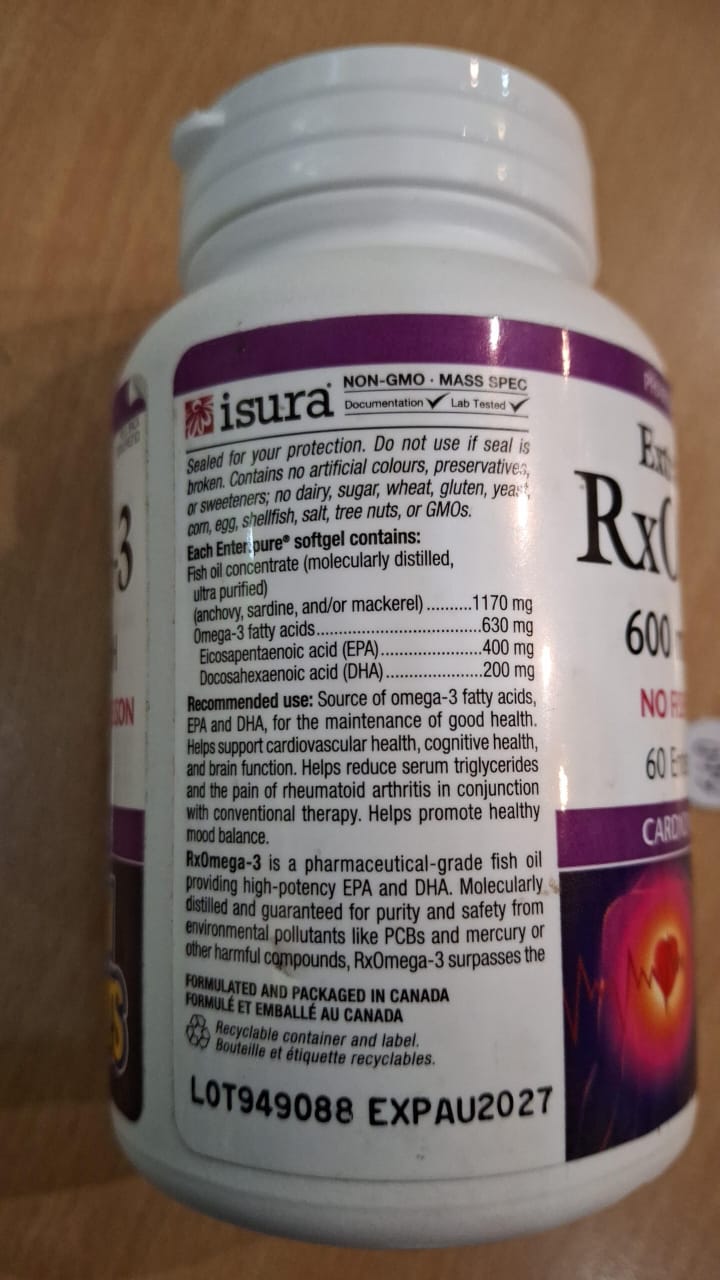 isura
NON-GMO · MASS SPEC
Documentation ✓ Lab Tested ✓
Sealed for your protection. Do not use if seal is
broken. Contains no artificial colours, preservatives,
or sweeteners; no dairy, sugar, wheat, gluten, yeast,
corn, egg, shellfish, salt, tree nuts, or GMOs.
Each Enteripure® softgel contains:
Fish oil concentrate (molecularly distilled,
ultra purified)
(anchovy, sardine, and/or mackerel)..........1170 mg
Omega-3 fatty acids....................................630 mg
Eicosapentaenoic acid (EPA)......................400 mg
Docosahexaenoic acid (DHA).....................200 mg
Recommended use: Source of omega-3 fatty acids,
EPA and DHA, for the maintenance of good health.
Helps support cardiovascular health, cognitive health,
and brain function. Helps reduce serum triglycerides
and the pain of rheumatoid arthritis in conjunction
with conventional therapy. Helps promote healthy
mood balance.
RxOmega-3 is a pharmaceutical-grade fish oil
providing high-potency EPA and DHA. Molecularly
distilled and guaranteed for purity and safety from
environmental pollutants like PCBs and mercury or
other harmful compounds, RxOmega-3 surpasses the
FORMULATED AND PACKAGED IN CANADA
FORMULÉ ET EMBALLÉ AU CANADA
Recyclable container and label.
Bouteille et étiquette recyclables.
LOT949088 EXPAU2027
-3
Rx
600
NO
60